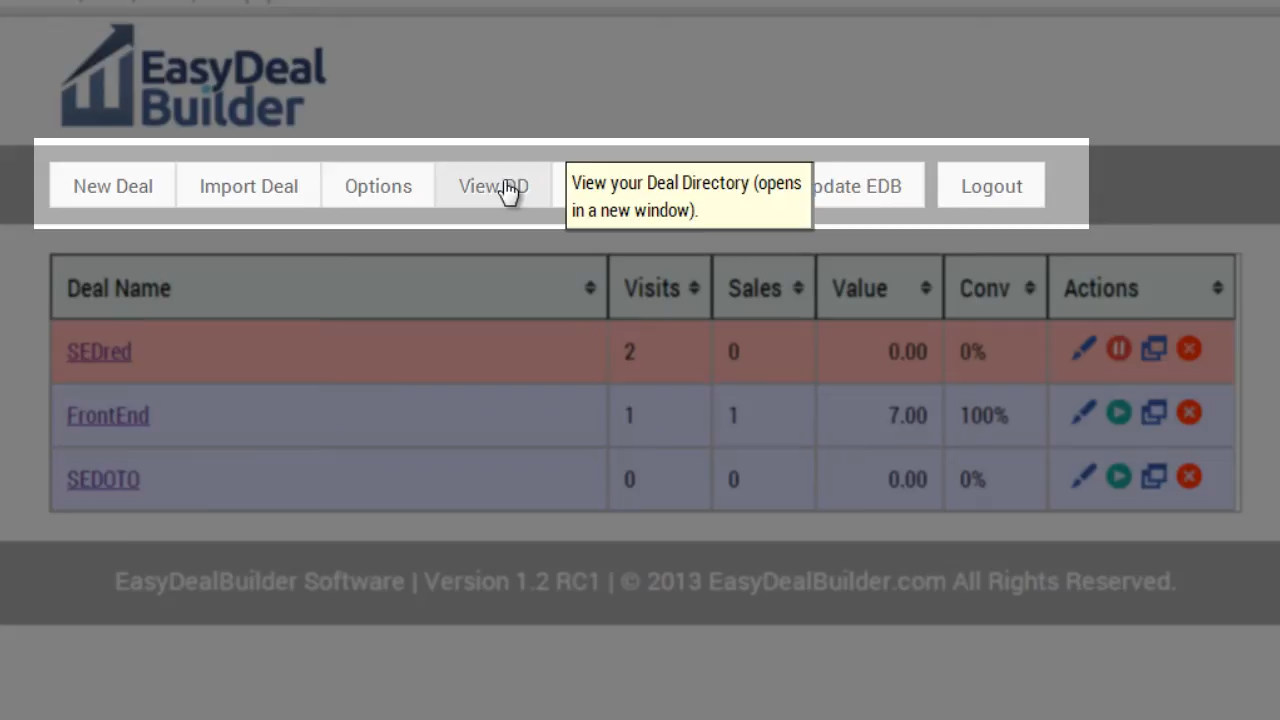 EasyDeal
Builder
New Deal Import Deal Options View DD View your Deal Directory (opens in a new window). pdate EDB Logout
Deal Name Visits Sales Value Conv Actions
SEDred 2 0 0.00 0%
FrontEnd 1 1 7.00 100%
SEDOTO 0 0 0.00 0%
EasyDealBuilder Software | Version 1.2 RC1 | © 2013 EasyDealBuilder.com All Rights Reserved.